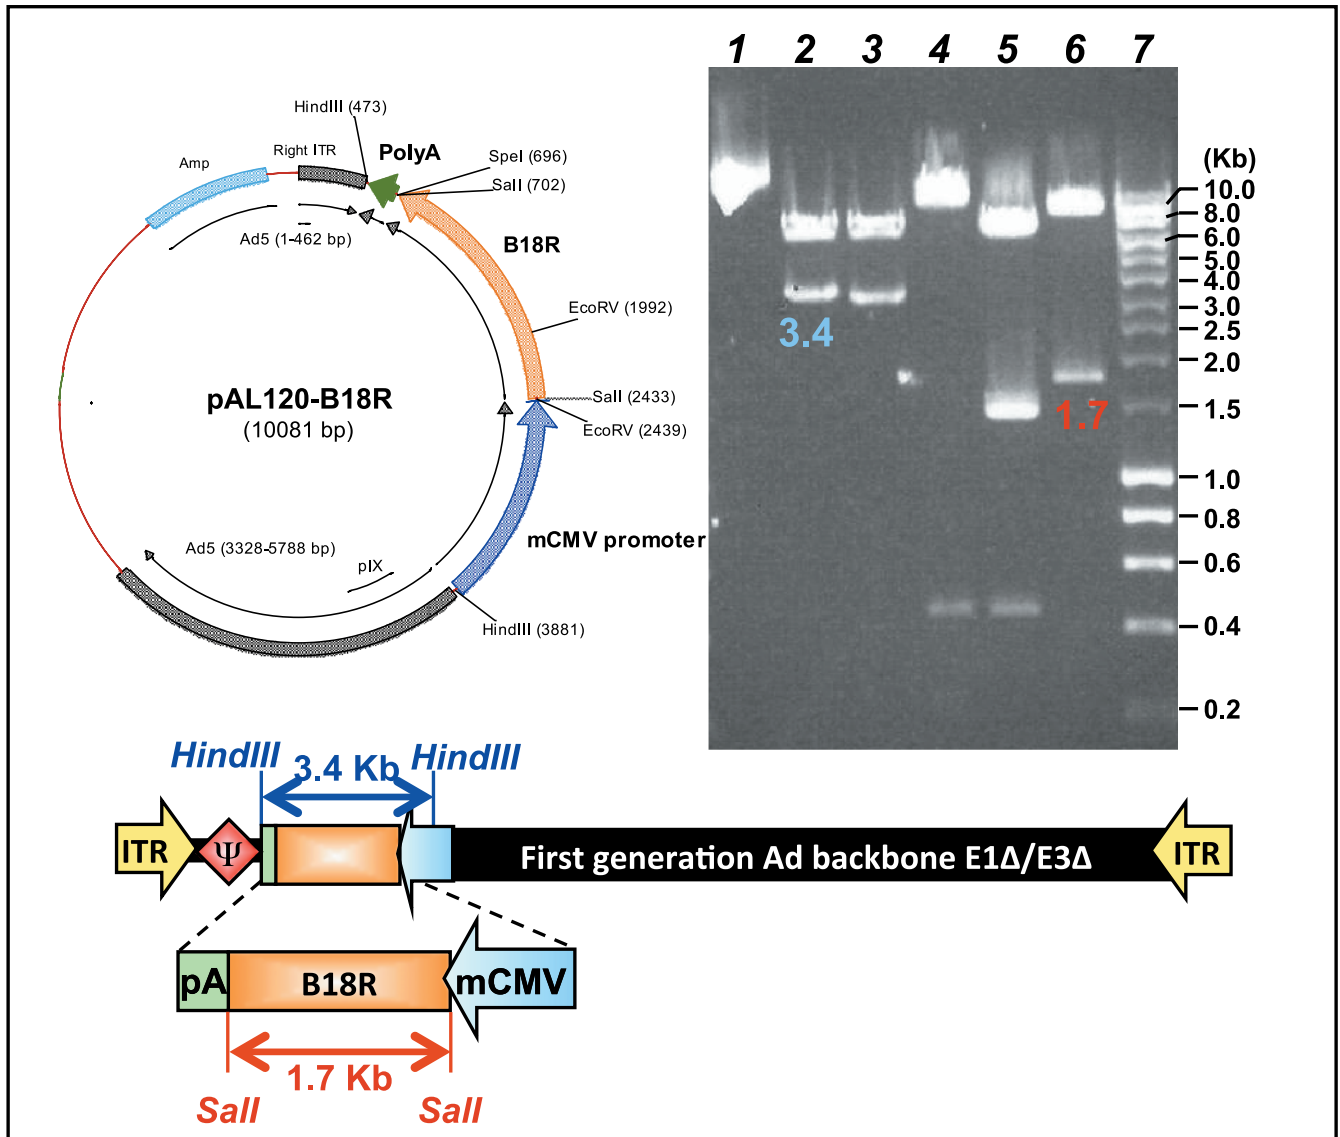 1 2 3 4 5 6 7
HindIII (473)
PolyA
Right ITR
Amp
SpeI (696)
SalI (702)
Ad5 (1-462 bp)
B18R
EcoRV (1992)
pAL120-B18R
(10081 bp)
SalI (2433)
EcoRV (2439)
mCMV promoter
Ad5 (3328-5788 bp)
pIX
HindIII (3881)
(Kb)
10.0
8.0
6.0
5.0
4.0
3.0
2.5
2.0
1.5
1.0
0.8
0.6
0.4
0.2
3.4
1.7
HindIII 3.4 Kb HindIII
ITR Ψ First generation Ad backbone E1Δ/E3Δ ITR
pA B18R mCMV
1.7 Kb
SalI SalI